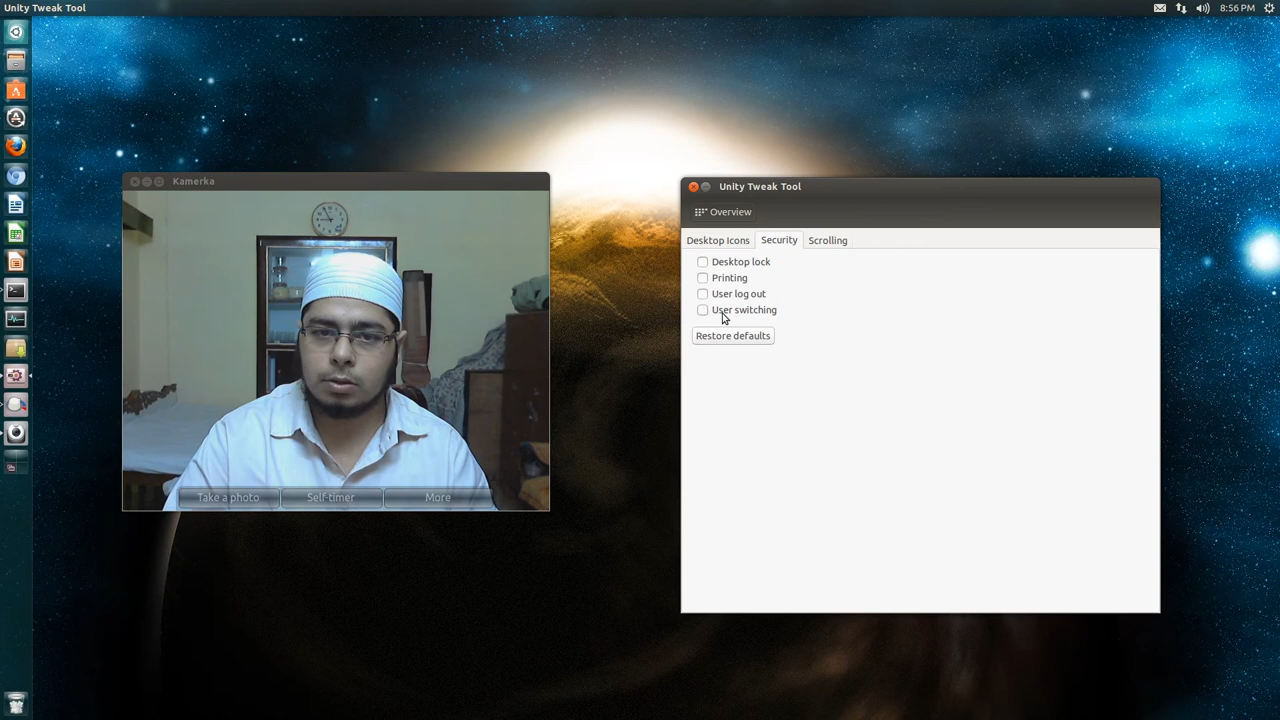 Unity Tweak Tool
8:56 PM
Kamerka
Take a photo
Self-timer
More
Unity Tweak Tool
Overview
Desktop Icons
Security
Scrolling
Desktop lock
Printing
User log out
User switching
Restore defaults